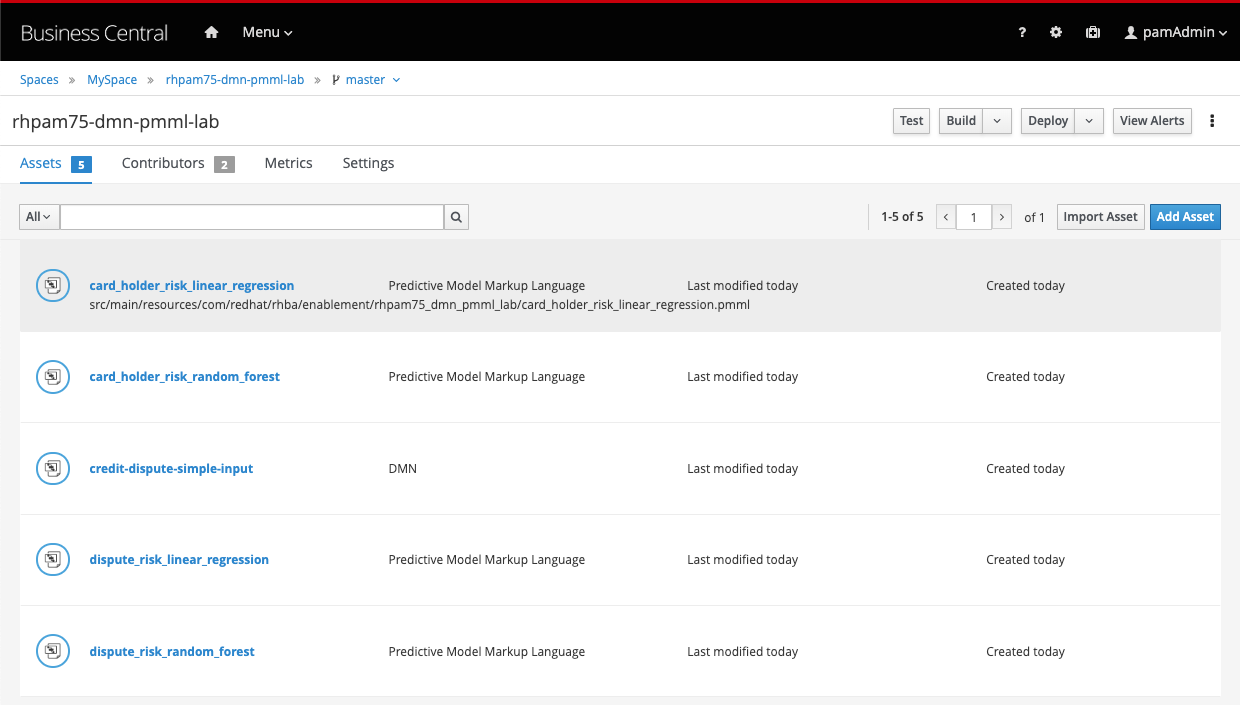 Business Central Menu ? pamAdmin
Spaces » MySpace » rhpam75-dmn-pmml-lab » master
rhpam75-dmn-pmml-lab Test Build Deploy View Alerts
Assets 5 Contributors 2 Metrics Settings
All 1-5 of 5 1 of 1 Import Asset Add Asset
card_holder_risk_linear_regression Predictive Model Markup Language Last modified today Created today
src/main/resources/com/redhat/rhba/enablement/rhpam75_dmn_pmml_lab/card_holder_risk_linear_regression.pmml
card_holder_risk_random_forest Predictive Model Markup Language Last modified today Created today
credit-dispute-simple-input DMN Last modified today Created today
dispute_risk_linear_regression Predictive Model Markup Language Last modified today Created today
dispute_risk_random_forest Predictive Model Markup Language Last modified today Created today